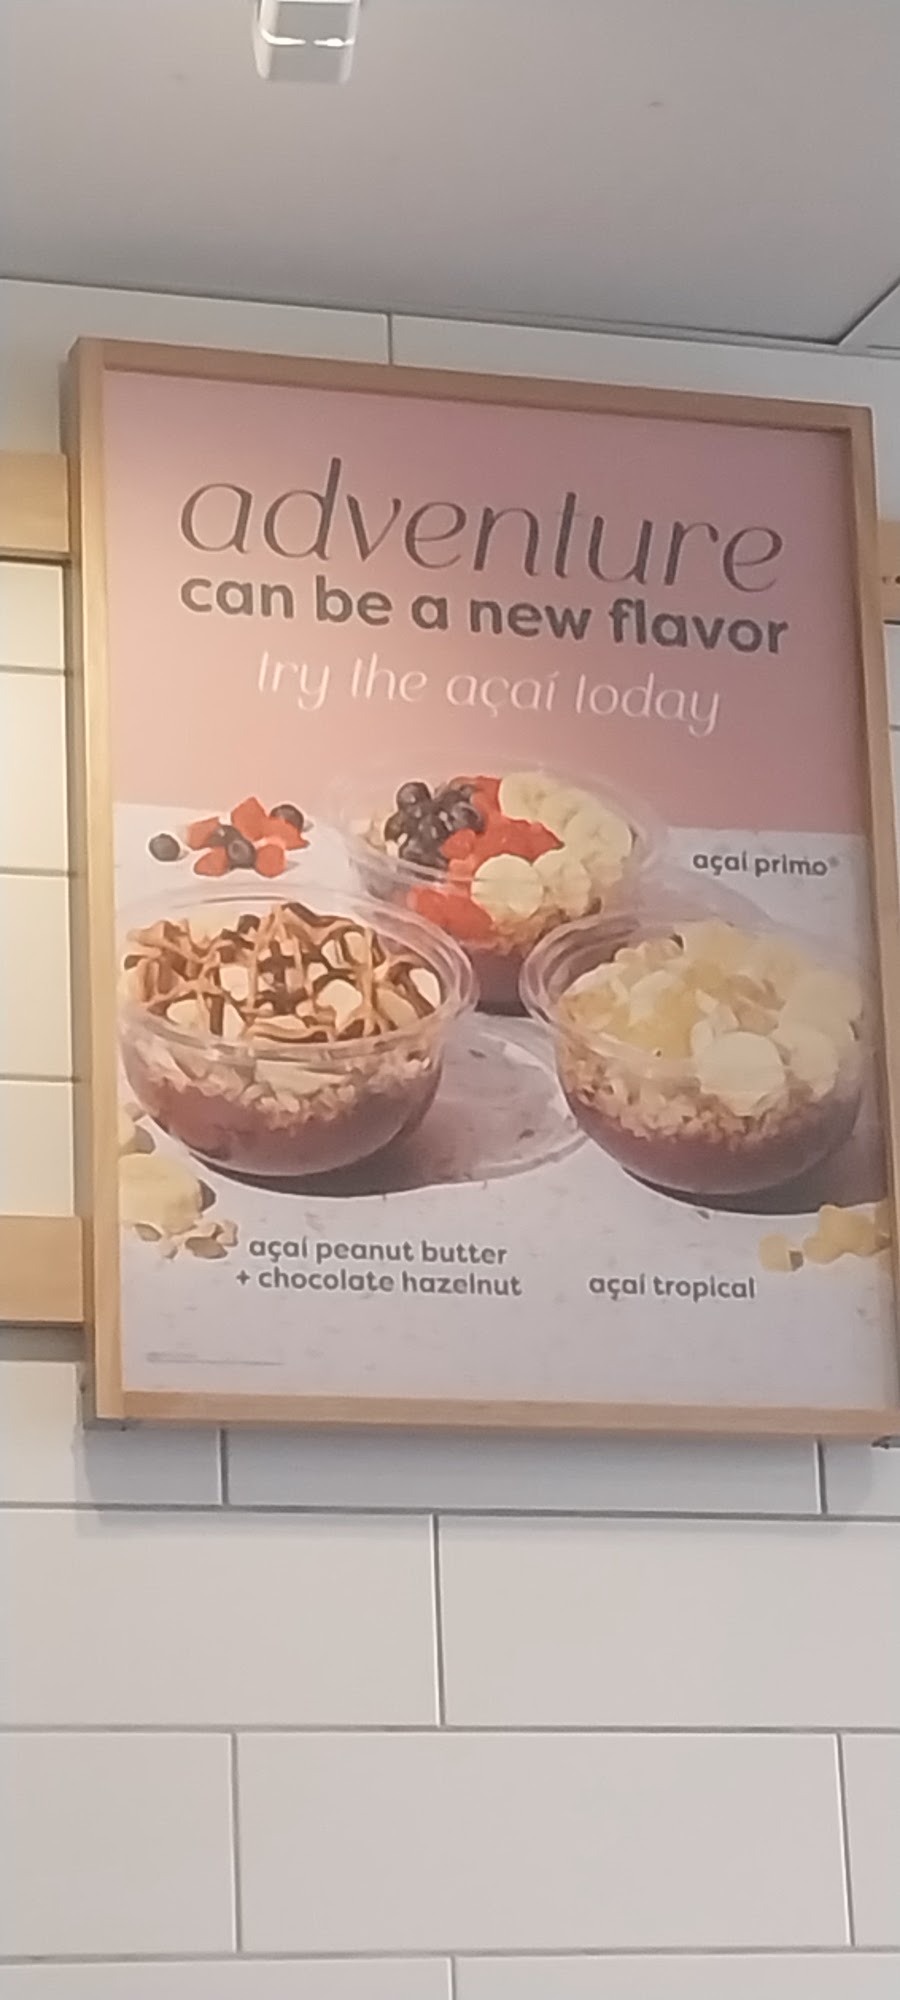 adventure
can be a new flavor
try the açaí today
açaí primo®
açaí peanut butter
+ chocolate hazelnut
açaí tropical